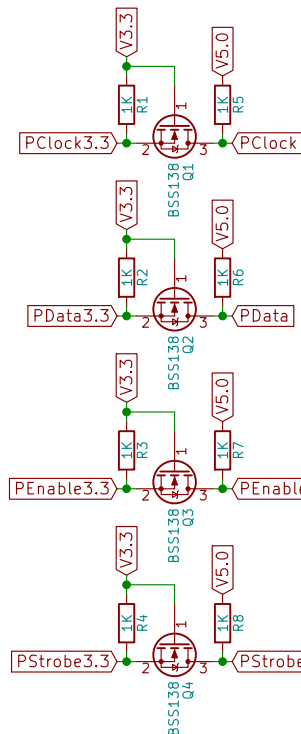 V3.3
V5.0
1K
R1
1
1K
R5
PClock3.3
2
3
PClock
BSS138
Q1
V3.3
V5.0
1K
R2
1
1K
R6
PData3.3
2
3
PData
BSS138
Q2
V3.3
V5.0
1K
R3
1
1K
R7
PEnable3.3
2
3
PEnable
BSS138
Q3
V3.3
V5.0
1K
R4
1
1K
R8
PStrobe3.3
2
3
PStrobe
BSS138
Q4